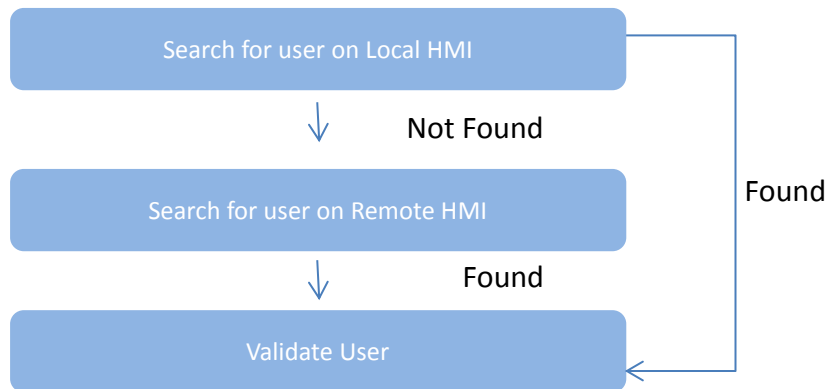 Search for user on Local HMI
Not Found
Search for user on Remote HMI
Found
Found
Validate User